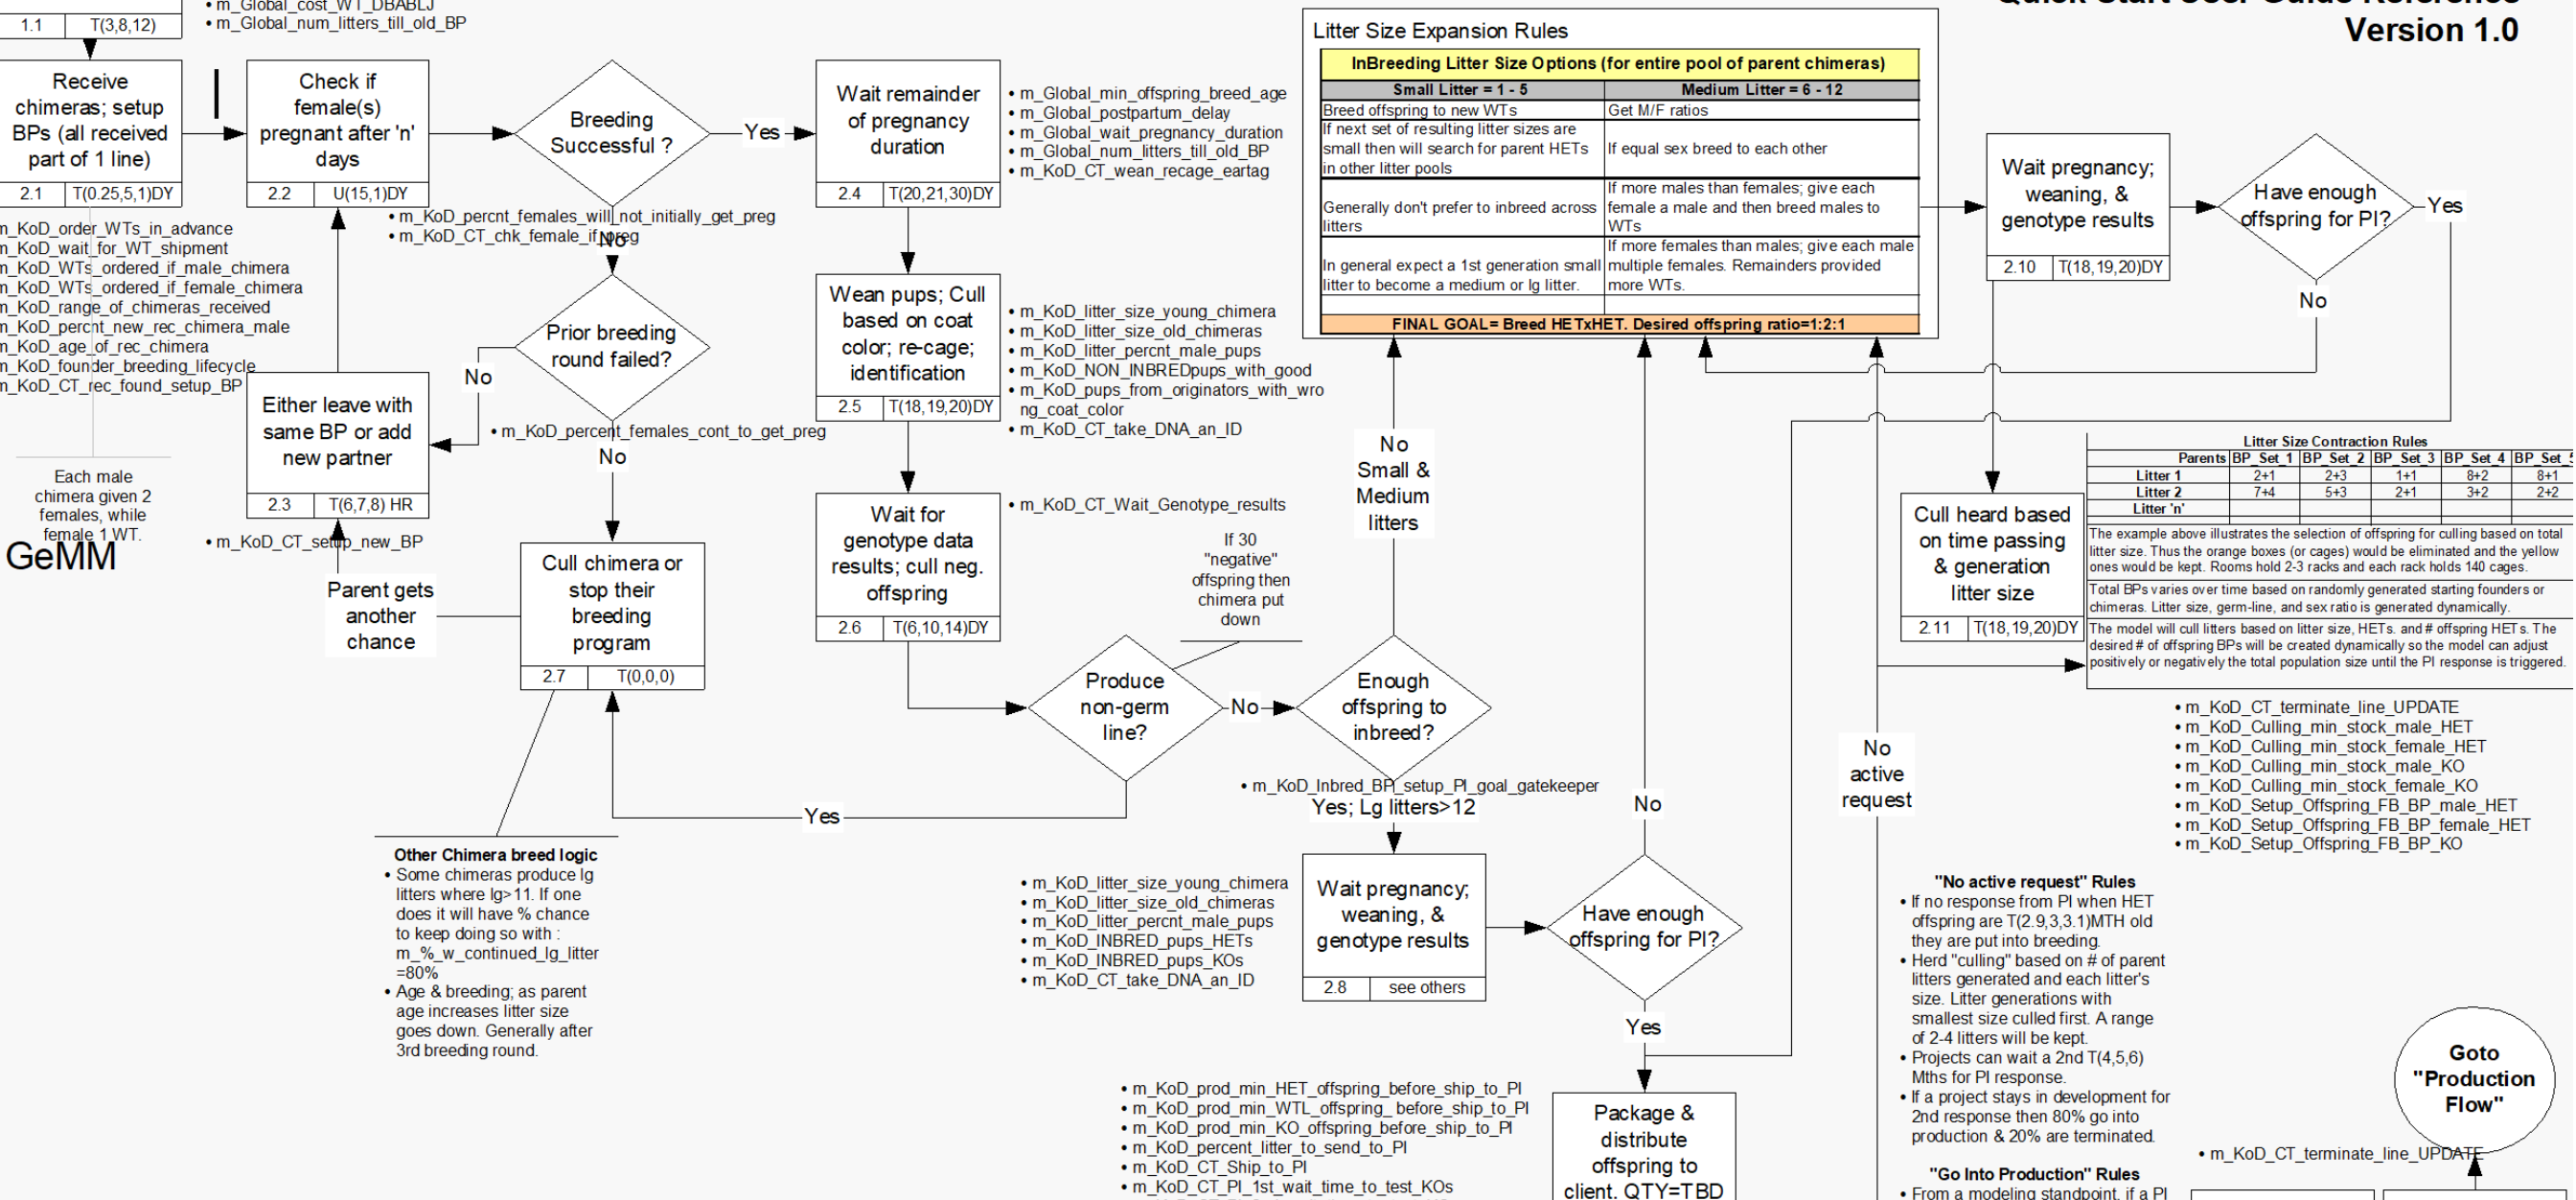 m_Global_cost_WT_DBABLJ
• m_Global_num_litters_till_old_BP
1.1 T(3,8,12)
Quick Start User Guide Reference
Version 1.0
Receive
chimeras; setup
BPs (all received
part of 1 line)
2.1 T(0.25,5,1)DY
Check if
female(s)
pregnant after 'n'
days
2.2 U(15,1)DY
Breeding
Successful ?
Yes
Wait remainder
of pregnancy
duration
2.4 T(20,21,30)DY
• m_Global_min_offspring_breed_age
• m_Global_postpartum_delay
• m_Global_wait_pregnancy_duration
• m_Global_num_litters_till_old_BP
• m_KoD_CT_wean_recage_eartag
Litter Size Expansion Rules
InBreeding Litter Size Options (for entire pool of parent chimeras)
Small Litter = 1 - 5 Medium Litter = 6 - 12
Breed offspring to new WTs Get M/F ratios
If next set of resulting litter sizes are
small then will search for parent HETs
in other litter pools
If equal sex breed to each other
Generally don't prefer to inbreed across
litters
If more males than females; give each
female a male and then breed males to
WTs
In general expect a 1st generation small
litter to become a medium or lg litter.
If more females than males; give each male
multiple females. Remainders provided
more WTs.
FINAL GOAL= Breed HETxHET. Desired offspring ratio=1:2:1
Wait pregnancy;
weaning, &
genotype results
2.10 T(18,19,20)DY
Have enough
offspring for PI?
Yes
No
m_KoD_order_WTs_in_advance
m_KoD_wait_for_WT_shipment
m_KoD_WTs_ordered_if_male_chimera
m_KoD_WTs_ordered_if_female_chimera
m_KoD_range_of_chimeras_received
m_KoD_percnt_new_rec_chimera_male
m_KoD_age_of_rec_chimera
m_KoD_founder_breeding_lifecycle
m_KoD_CT_rec_found_setup_BP
• m_KoD_percnt_females_will_not_initially_get_preg
• m_KoD_CT_chk_female_if_preg
No
Prior breeding
round failed?
No
• m_KoD_percent_females_cont_to_get_preg
No
Either leave with
same BP or add
new partner
2.3 T(6,7,8) HR
• m_KoD_CT_setup_new_BP
Each male
chimera given 2
females, while
female 1 WT.
GeMM
Parent gets
another
chance
Cull chimera or
stop their
breeding
program
2.7 T(0,0,0)
Wean pups; Cull
based on coat
color; re-cage;
identification
2.5 T(18,19,20)DY
• m_KoD_litter_size_young_chimera
• m_KoD_litter_size_old_chimeras
• m_KoD_litter_percnt_male_pups
• m_KoD_NON_INBREDpups_with_good
• m_KoD_pups_from_originators_with_wro
ng_coat_color
• m_KoD_CT_take_DNA_an_ID
Wait for
genotype data
results; cull neg.
offspring
2.6 T(6,10,14)DY
• m_KoD_CT_Wait_Genotype_results
If 30
"negative"
offspring then
chimera put
down
No
Small &
Medium
litters
Produce
non-germ
line?
No
Yes
Enough
offspring to
inbreed?
• m_KoD_Inbred_BP_setup_PI_goal_gatekeeper
Yes; Lg litters>12
Cull heard based
on time passing
& generation
litter size
2.11 T(18,19,20)DY
Litter Size Contraction Rules
Parents BP_Set_1 BP_Set_2 BP_Set_3 BP_Set_4 BP_Set_5
Litter 1 2+1 2+3 1+1 8+2 8+1
Litter 2 7+4 5+3 2+1 3+2 2+2
Litter 'n'
The example above illustrates the selection of offspring for culling based on total
litter size. Thus the orange boxes (or cages) would be eliminated and the yellow
ones would be kept. Rooms hold 2-3 racks and each rack holds 140 cages.
Total BPs varies over time based on randomly generated starting founders or
chimeras. Litter size, germ-line, and sex ratio is generated dynamically.
The model will cull litters based on litter size, HETs. and # offspring HETs. The
desired # of offspring BPs will be created dynamically so the model can adjust
positively or negatively the total population size until the PI response is triggered.
• m_KoD_CT_terminate_line_UPDATE
• m_KoD_Culling_min_stock_male_HET
• m_KoD_Culling_min_stock_female_HET
• m_KoD_Culling_min_stock_male_KO
• m_KoD_Culling_min_stock_female_KO
• m_KoD_Setup_Offspring_FB_BP_male_HET
• m_KoD_Setup_Offspring_FB_BP_female_HET
• m_KoD_Setup_Offspring_FB_BP_KO
No
active
request
No
Other Chimera breed logic
• Some chimeras produce lg
litters where lg>11. If one
does it will have % chance
to keep doing so with :
m_%_w_continued_lg_litter
=80%
• Age & breeding; as parent
age increases litter size
goes down. Generally after
3rd breeding round.
• m_KoD_litter_size_young_chimera
• m_KoD_litter_size_old_chimeras
• m_KoD_litter_percnt_male_pups
• m_KoD_INBRED_pups_HETs
• m_KoD_INBRED_pups_KOs
• m_KoD_CT_take_DNA_an_ID
Wait pregnancy;
weaning, &
genotype results
2.8 see others
Have enough
offspring for PI?
Yes
"No active request" Rules
• If no response from PI when HET
offspring are T(2.9,3,3.1)MTH old
they are put into breeding.
• Herd "culling" based on # of parent
litters generated and each litter's
size. Litter generations with
smallest size culled first. A range
of 2-4 litters will be kept.
• Projects can wait a 2nd T(4,5,6)
Mths for PI response.
• If a project stays in development for
2nd response then 80% go into
production & 20% are terminated.
"Go Into Production" Rules
• From a modeling standpoint, if a PI
Goto
"Production
Flow"
• m_KoD_CT_terminate_line_UPDATE
• m_KoD_prod_min_HET_offspring_before_ship_to_PI
• m_KoD_prod_min_WTL_offspring_ before_ship_to_PI
• m_KoD_prod_min_KO_offspring_before_ship_to_PI
• m_KoD_percent_litter_to_send_to_PI
• m_KoD_CT_Ship_to_PI
• m_KoD_CT_PI_1st_wait_time_to_test_KOs
Package &
distribute
offspring to
client. QTY=TBD